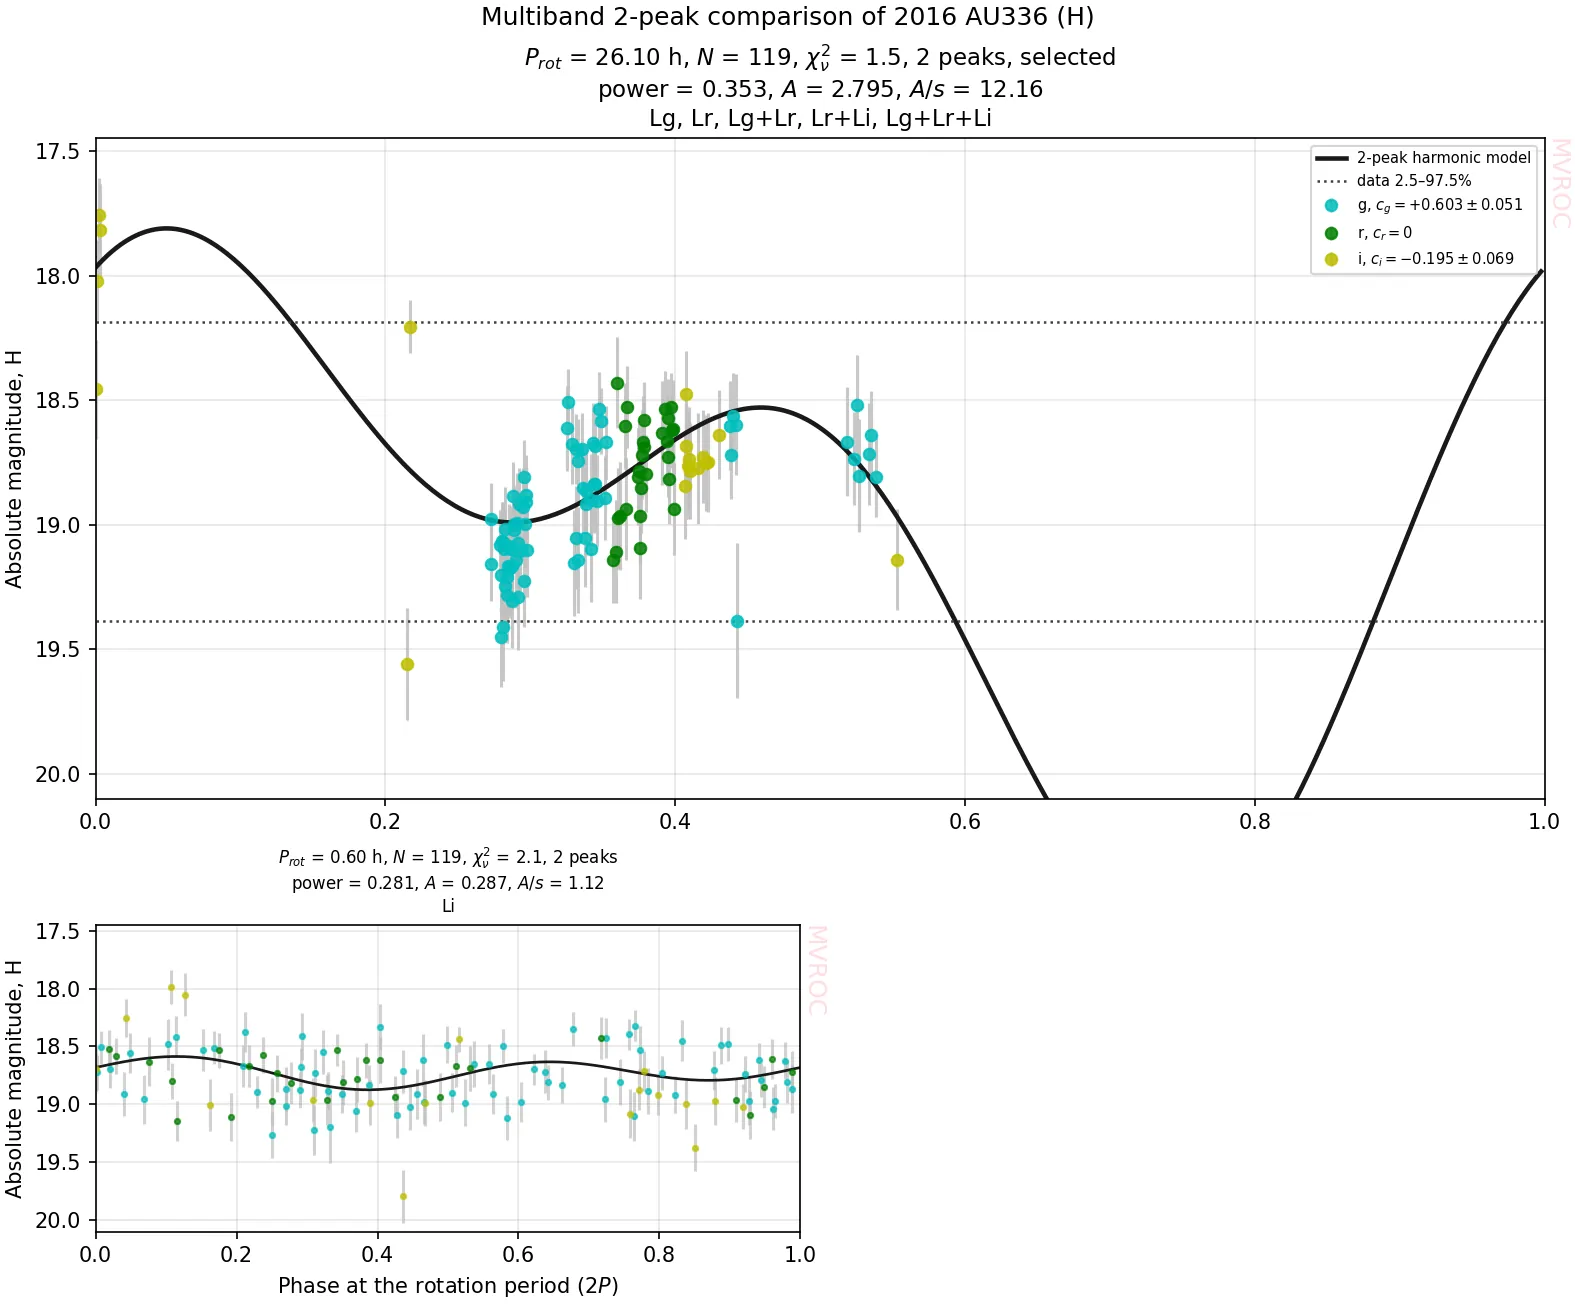 Multiband 2-peak comparison of 2016 AU336 (H)
P_rot = 26.10 h, N = 119, χ²_ν = 1.5, 2 peaks, selected
power = 0.353, A = 2.795, A/s = 12.16
Lg, Lr, Lg+Lr, Lr+Li, Lg+Lr+Li
17.5
18.0
18.5
19.0
19.5
20.0
Absolute magnitude, H
2-peak harmonic model
data 2.5–97.5%
g, c_g = +0.603 ± 0.051
r, c_r = 0
i, c_i = −0.195 ± 0.069
MVROC
0.0 0.2 0.4 0.6 0.8 1.0
P_rot = 0.60 h, N = 119, χ²_ν = 2.1, 2 peaks
power = 0.281, A = 0.287, A/s = 1.12
Li
17.5
18.0
18.5
19.0
19.5
20.0
Absolute magnitude, H
MVROC
0.0 0.2 0.4 0.6 0.8 1.0
Phase at the rotation period (2P)